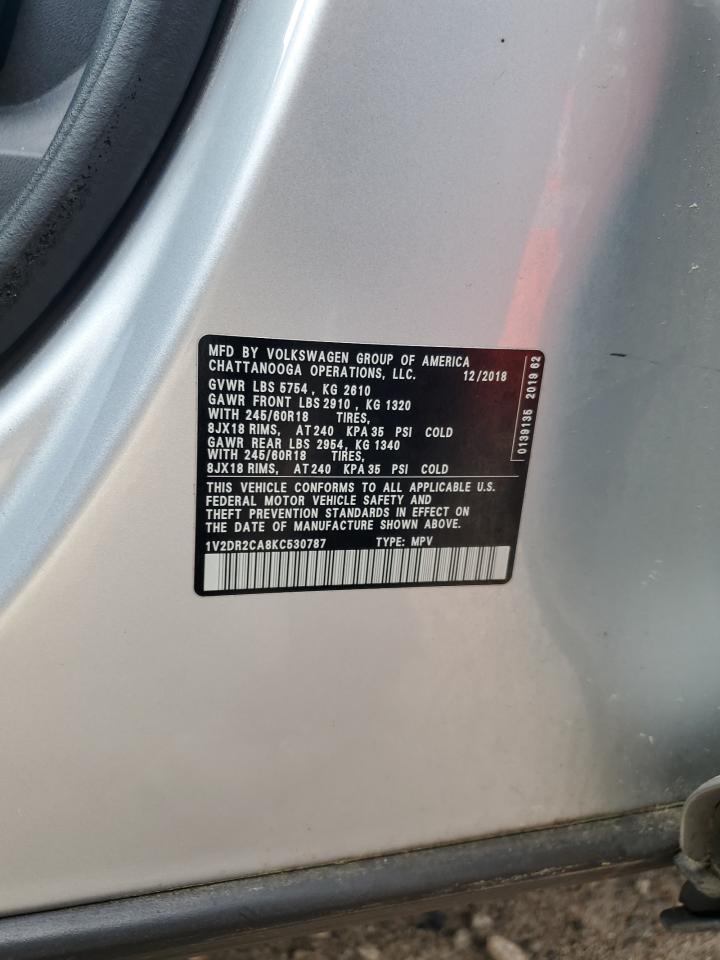 MFD BY VOLKSWAGEN GROUP OF AMERICA
CHATTANOOGA OPERATIONS, LLC. 12/2018
GVWR LBS 5754 , KG 2610
GAWR FRONT LBS 2910 , KG 1320
WITH 245/60R18 TIRES,
8JX18 RIMS, AT 240 KPA 35 PSI COLD
GAWR REAR LBS 2954, KG 1340
WITH 245/60R18 TIRES,
8JX18 RIMS, AT 240 KPA 35 PSI COLD
THIS VEHICLE CONFORMS TO ALL APPLICABLE U.S.
FEDERAL MOTOR VEHICLE SAFETY AND
THEFT PREVENTION STANDARDS IN EFFECT ON
THE DATE OF MANUFACTURE SHOWN ABOVE.
1V2DR2CA8KC530787 TYPE: MPV
0139135 2019 62